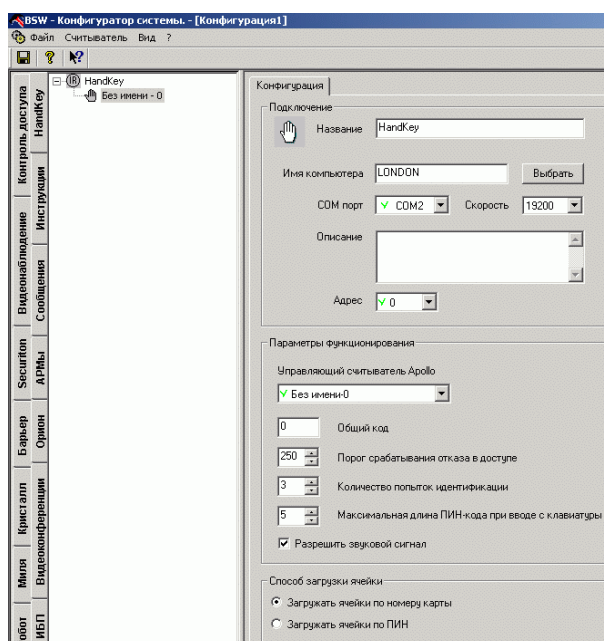 BSW - Конфигуратор системы. - [Конфигурация1]
Файл Считыватель Вид ?
Контроль доступа
Видеонаблюдение
Securiton
Барьер
Кристалл
Миля
HandKey
Инструкции
Сообщения
АРМы
Орион
Видеоконференции
ИБП
HandKey
Без имени - 0
Конфигурация
Подключение
Название HandKey
Имя компьютера LONDON Выбрать
COM порт COM2 Скорость 19200
Описание
Адрес 0
Параметры функционирования
Управляющий считыватель Apollo
Без имени-0
0 Общий код
250 Порог срабатывания отказа в доступе
3 Количество попыток идентификации
5 Максимальная длина ПИН-кода при вводе с клавиатуры
Разрешить звуковой сигнал
Способ загрузки ячейки
Загружать ячейки по номеру карты
Загружать ячейки по ПИН